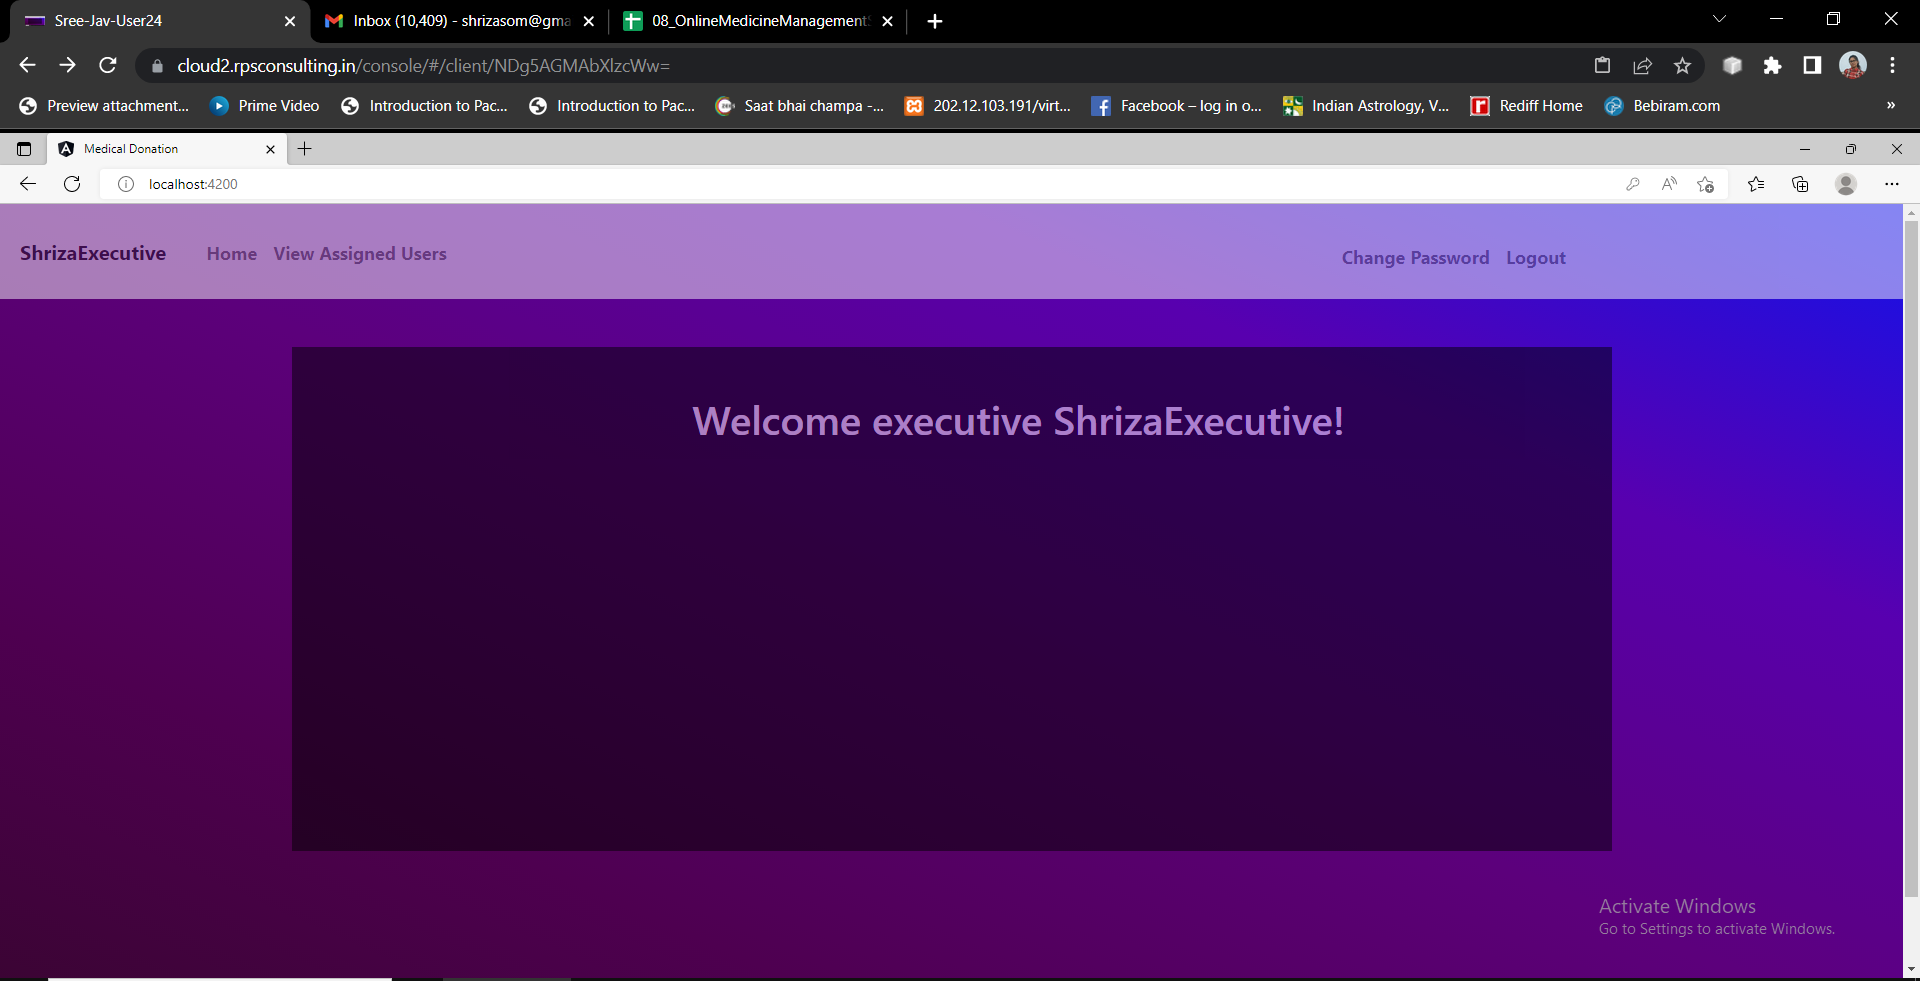 Sree-Jav-User24
Inbox (10,409) - shrizasom@gma
08_OnlineMedicineManagement
cloud2.rpsconsulting.in/console/#/client/NDg5AGMAbXlzcWw=
Preview attachment...
Prime Video
Introduction to Pac...
Introduction to Pac...
Saat bhai champa -...
202.12.103.191/virt...
Facebook – log in o...
Indian Astrology, V...
Rediff Home
Bebiram.com
»
Medical Donation
localhost:4200
ShrizaExecutive
Home
View Assigned Users
Change Password
Logout
Welcome executive ShrizaExecutive!
Activate Windows
Go to Settings to activate Windows.